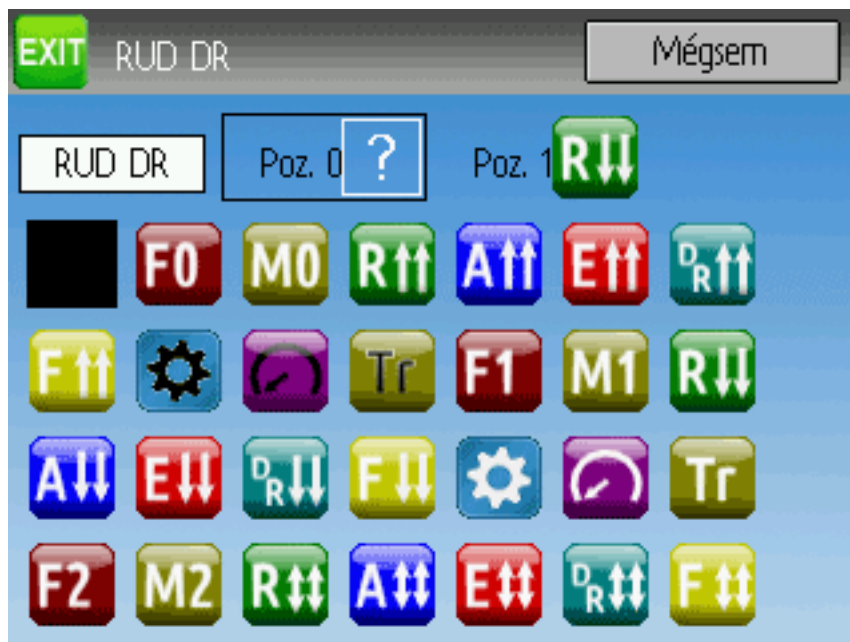 EXIT RUD DR Mégsem
RUD DR Poz. 0 ? Poz. 1 R
F0 M0 R A E DR
F Tr F1 M1 R
A E DR F Tr
F2 M2 R A E DR F